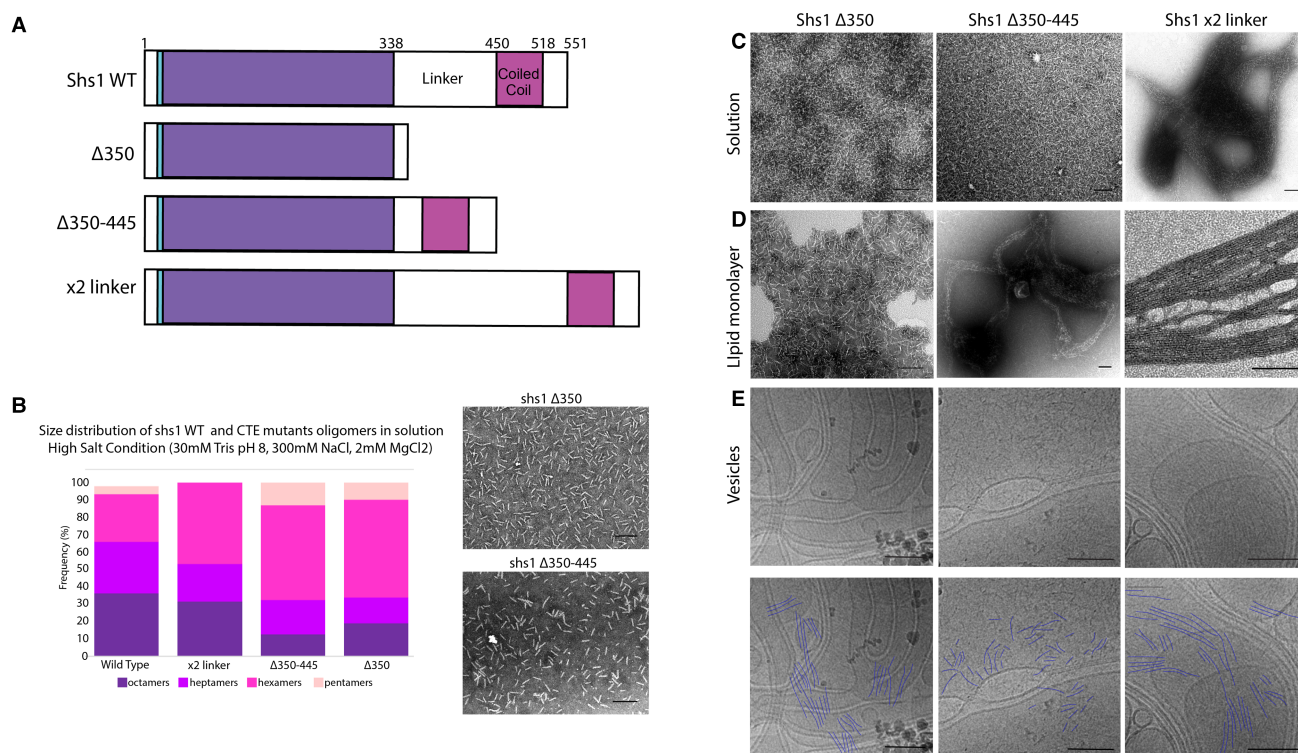 A
1
338
450
518
551
Shs1 WT
Linker
Coiled
Coil
Δ350
Δ350-445
x2 linker
B
Size distribution of shs1 WT and CTE mutants oligomers in solution
High Salt Condition (30mM Tris pH 8, 300mM NaCl, 2mM MgCl2)
Frequency (%)
100
90
80
70
60
50
40
30
20
10
0
Wild Type
x2 linker
Δ350-445
Δ350
octamers
heptamers
hexamers
pentamers
shs1 Δ350
shs1 Δ350-445
Shs1 Δ350
Shs1 Δ350-445
Shs1 x2 linker
C
Solution
D
LIpid monolayer
E
Vesicles